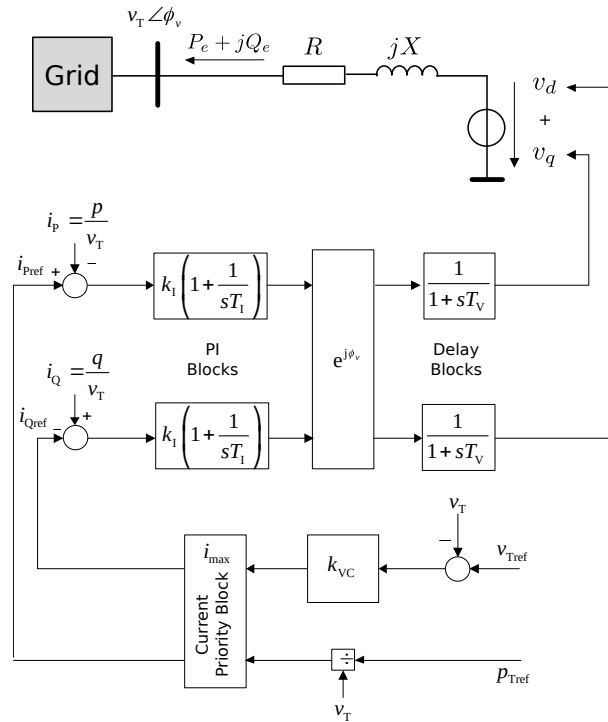 v_T∠ϕ_v
P_e + jQ_e
R
jX
Grid
v_d
+
v_q
i_P = p/v_T
i_Pref + −
k_I(1 + 1/sT_I)
1/(1 + sT_V)
e^{jϕ_v}
PI
Blocks
Delay
Blocks
i_Q = q/v_T
i_Qref − +
k_I(1 + 1/sT_I)
1/(1 + sT_V)
v_T
−
i_max
k_VC
v_Tref
Current
Priority Block
÷
p_Tref
v_T